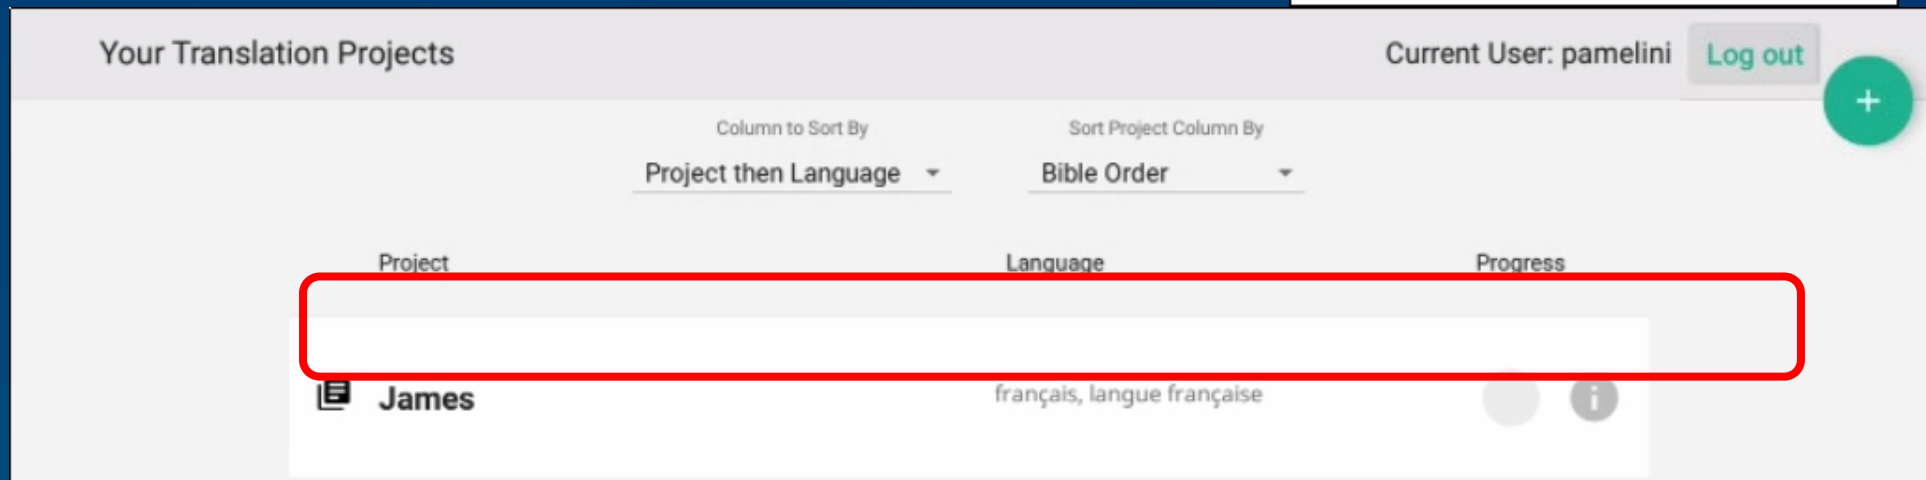 Your Translation Projects
Current User: pamelini
Log out
+
Column to Sort By
Sort Project Column By
Project then Language
Bible Order
Project
Language
Progress
James
français, langue française
i